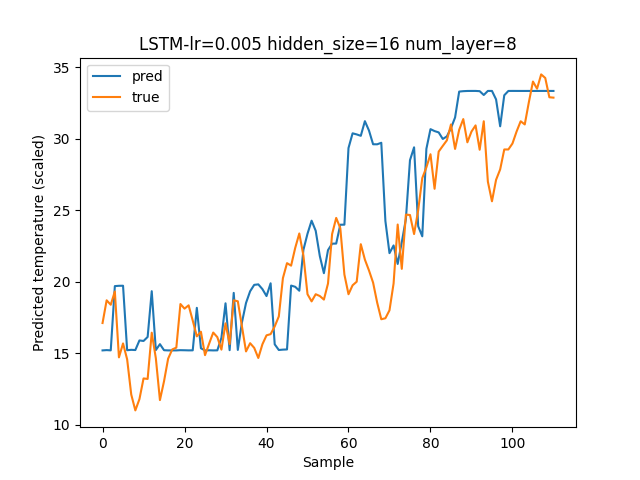 LSTM-lr=0.005 hidden_size=16 num_layer=8
pred
true
Predicted temperature (scaled)
35
30
25
20
15
10
0 20 40 60 80 100
Sample